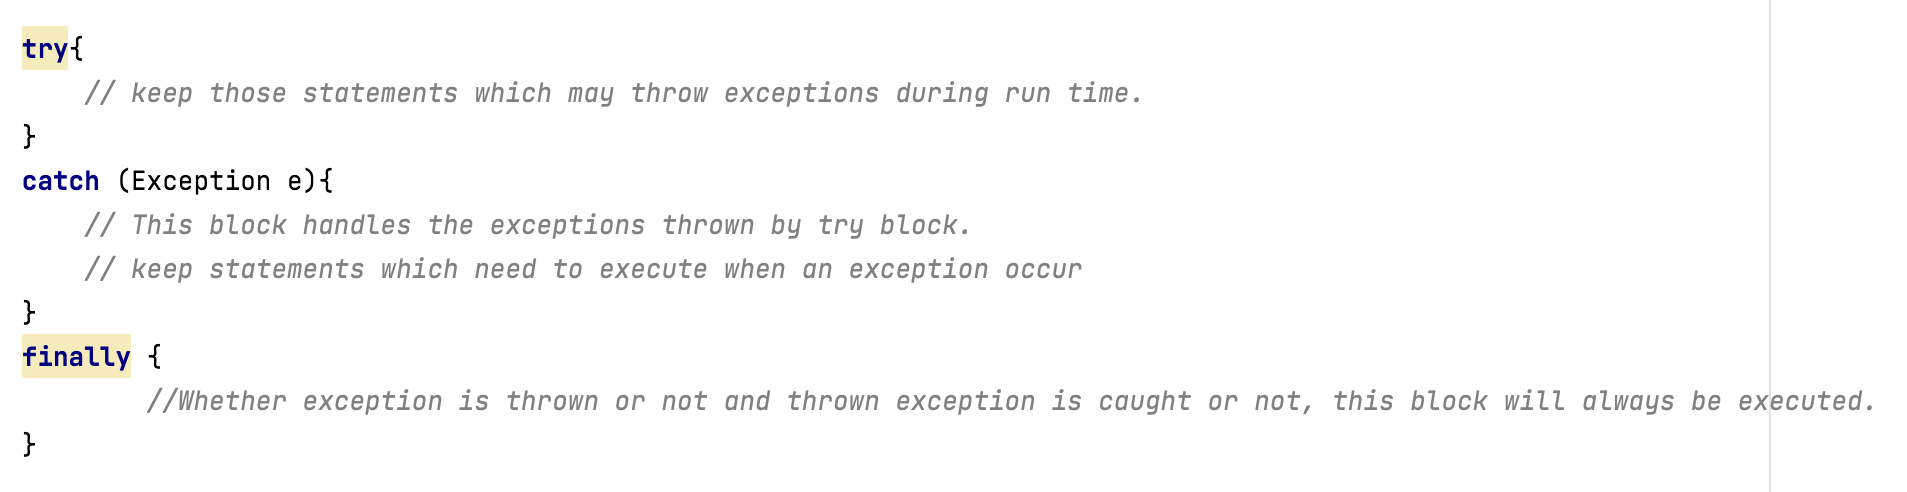 try{
// keep those statements which may throw exceptions during run time.
}
catch (Exception e){
// This block handles the exceptions thrown by try block.
// keep statements which need to execute when an exception occur
}
finally {
//Whether exception is thrown or not and thrown exception is caught or not, this block will always be executed.
}